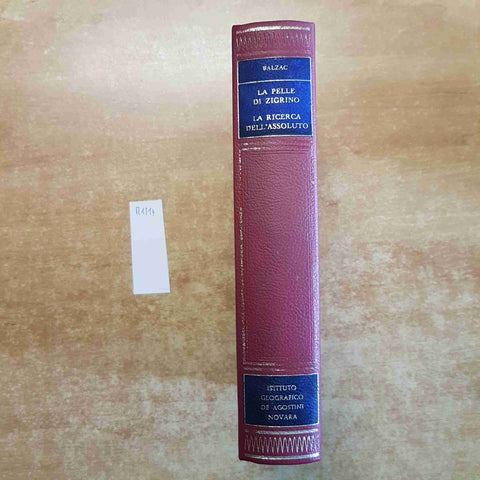 BALZAC
LA PELLE
DI ZIGRINO
LA RICERCA
DELL'ASSOLUTO
ISTITUTO
GEOGRAFICO
DE AGOSTINI
NOVARA